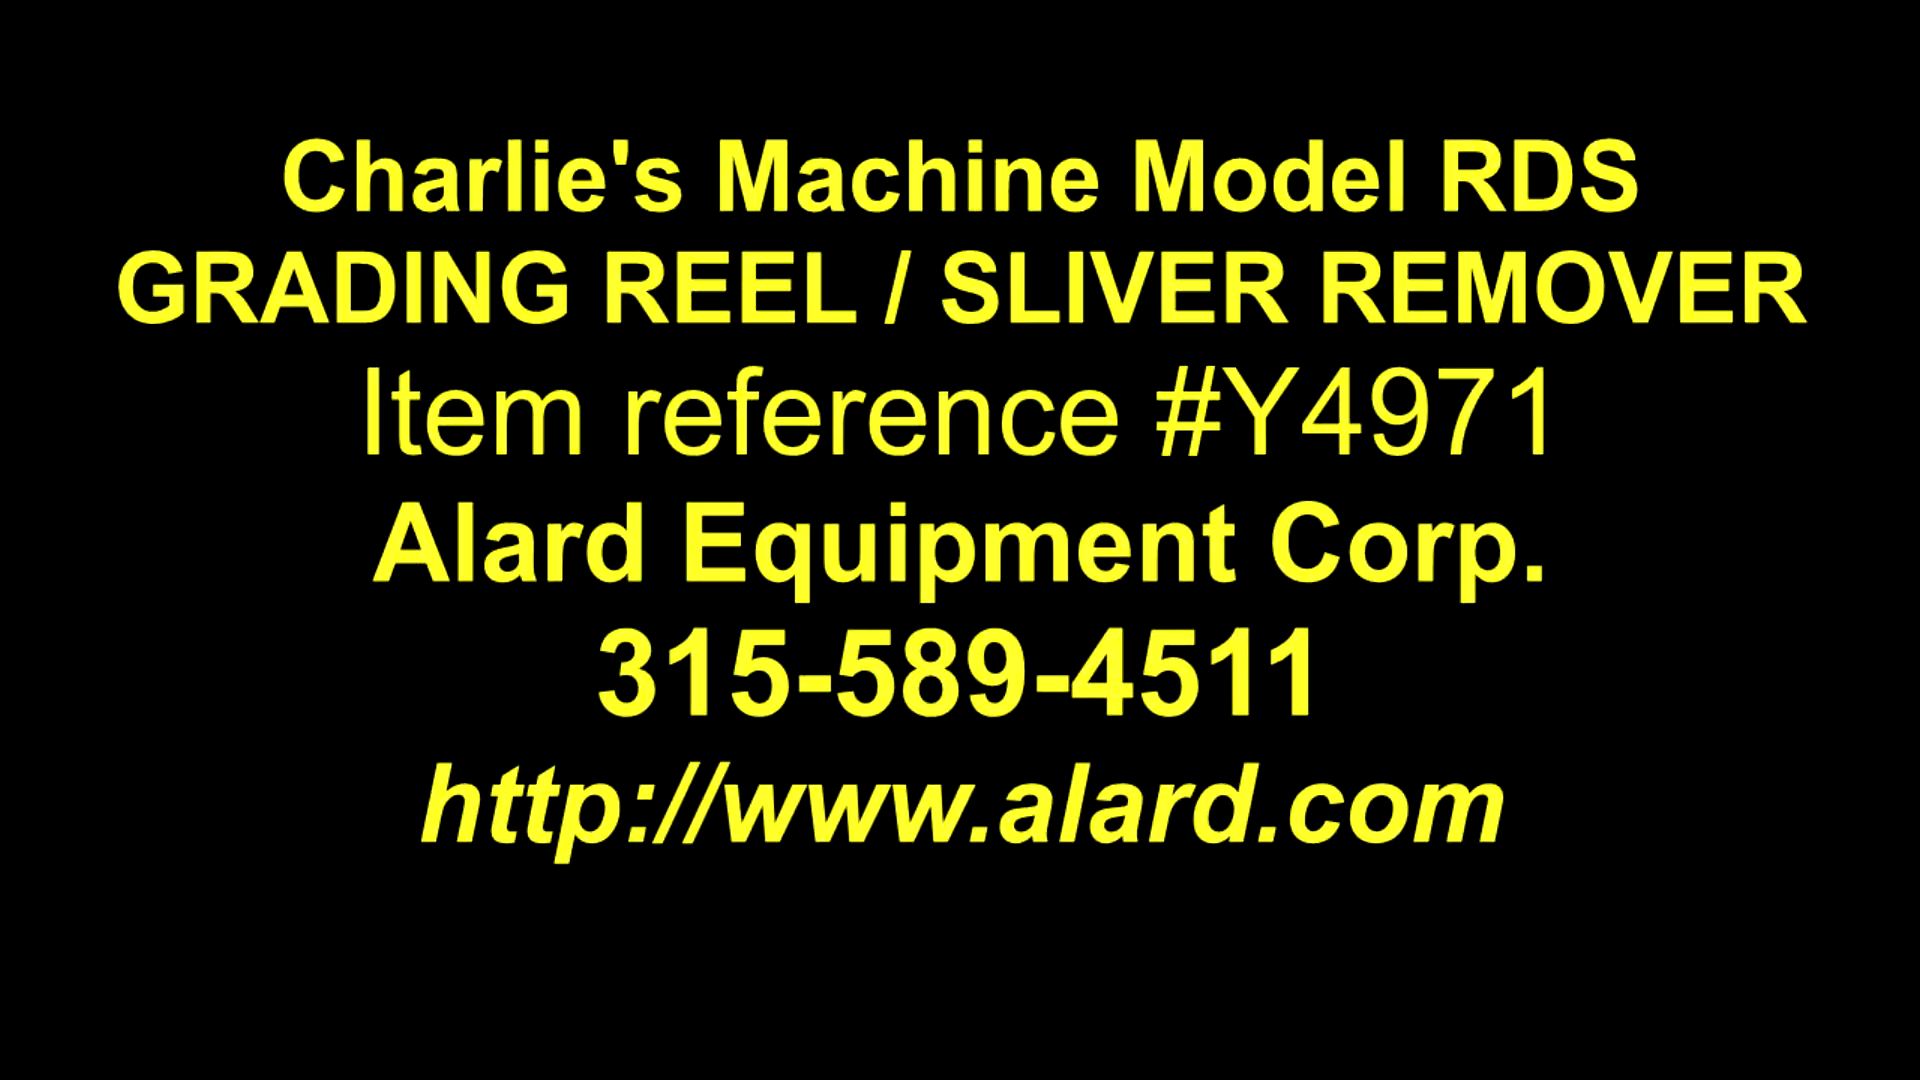 Charlie's Machine Model RDS
GRADING REEL / SLIVER REMOVER
Item reference #Y4971
Alard Equipment Corp.
315-589-4511
http://www.alard.com